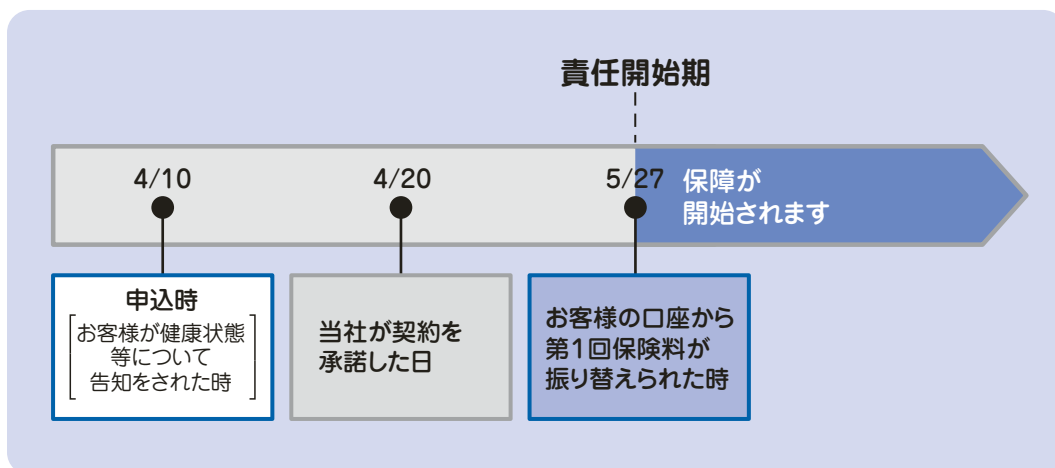 責任開始期
4/10
4/20
5/27
保障が
開始されます
申込時
お客様が健康状態
等について
告知をされた時
当社が契約を
承諾した日
お客様の口座から
第1回保険料が
振り替えられた時